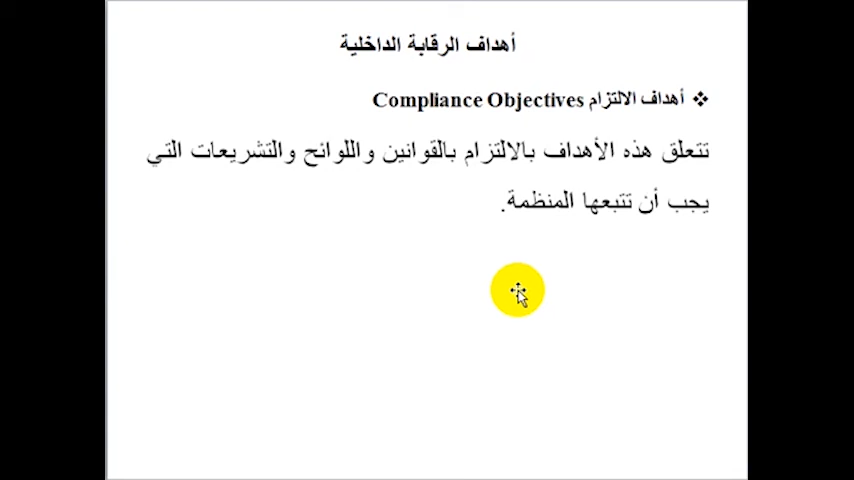 أهداف الرقابة الداخلية
❖ أهداف الالتزام Compliance Objectives
تتعلق هذه الأهداف بالالتزام بالقوانين واللوائح والتشريعات التي
يجب أن تتبعها المنظمة.